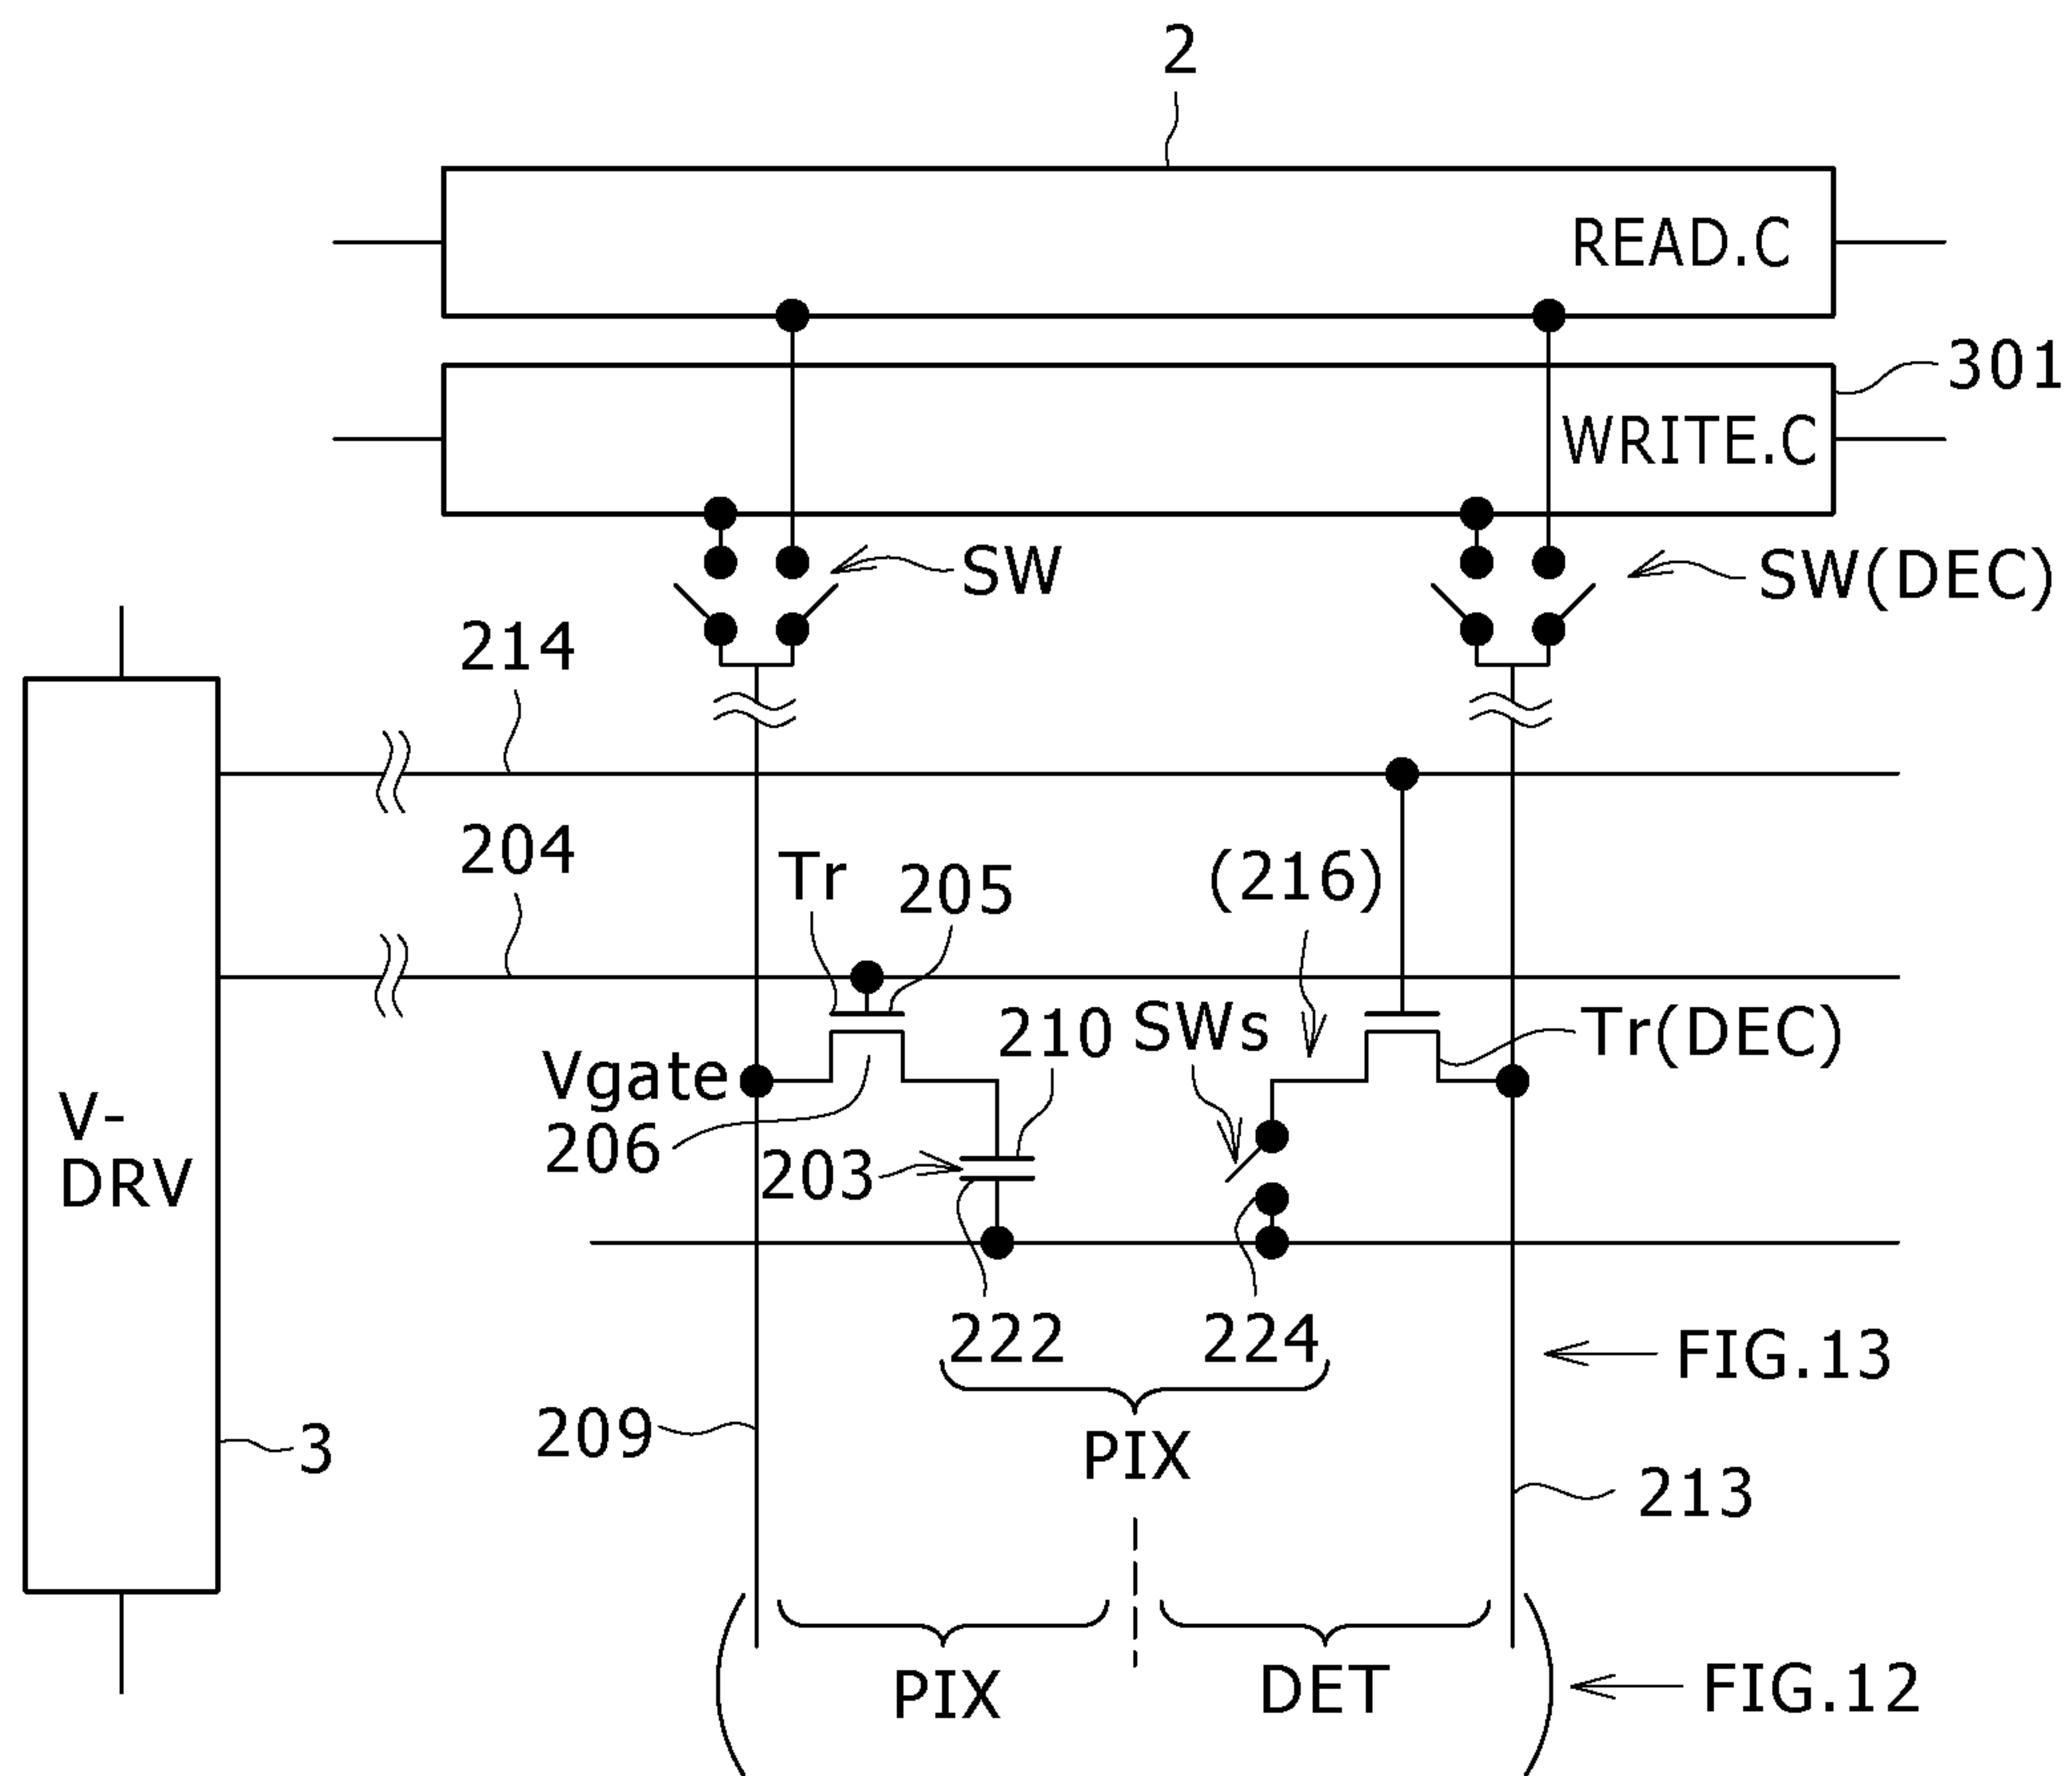 2
READ.C
301
WRITE.C
SW
SW(DEC)
214
204
Tr
205
(216)
210
SWs
Tr(DEC)
Vgate
206
203
V-
DRV
222
224
FIG.13
209
PIX
3
213
PIX
DET
FIG.12